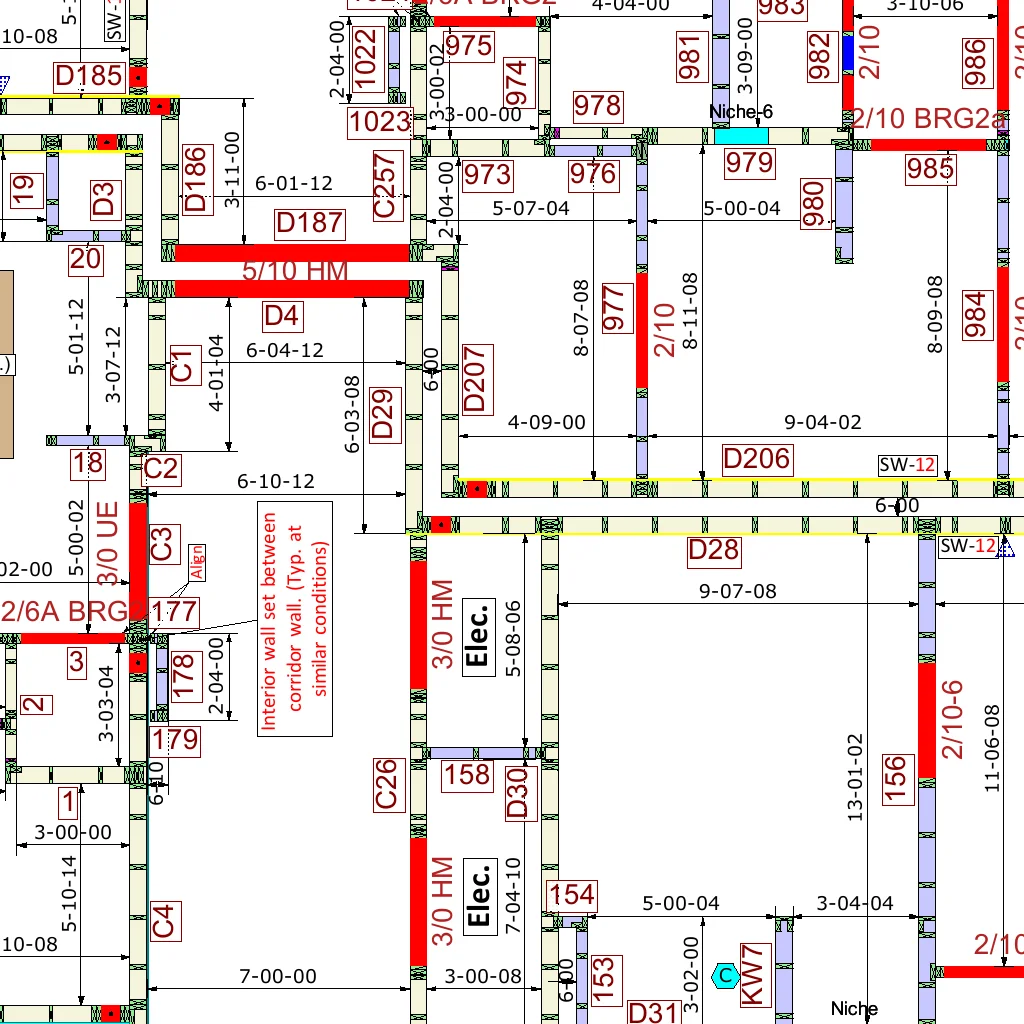 2/6A BRG2
4-04-00
983
3-10-06
10-08
SW-
D185
2-04-00
1022
3-00-02
975
974
981
3-09-00
982
2/10
986
2/10
978
1023
3-00-00
Niche-6
2/10 BRG2a
19
D3
D186
3-11-00
6-01-12
C257
2-04-00
973
976
979
980
985
5-07-04
5-00-04
D187
20
5/10 HM
D4
5-01-12
3-07-12
C1
4-01-04
6-04-12
6-03-08
D29
6-00
D207
8-07-08
977
2/10
8-11-08
8-09-08
984
2/10
.)
4-09-00
9-04-02
18
C2
D206
SW-12
6-10-12
6-00
5-00-02
3/0 UE
C3
Align
Interior wall set between
corridor wall. (Typ. at
similar conditions)
D28
SW-12
02-00
2/6A BRG
177
9-07-08
3/0 HM
Elec.
5-08-06
3
2
3-03-04
178
2-04-00
179
6-10
2/10-6
11-06-08
13-01-02
156
C26
158
D30
1
3-00-00
5-10-14
C4
3/0 HM
Elec.
7-04-10
154
5-00-04
3-04-04
10-08
2/10
7-00-00
3-00-08
6-00
153
3-02-00
C
KW7
D31
Niche